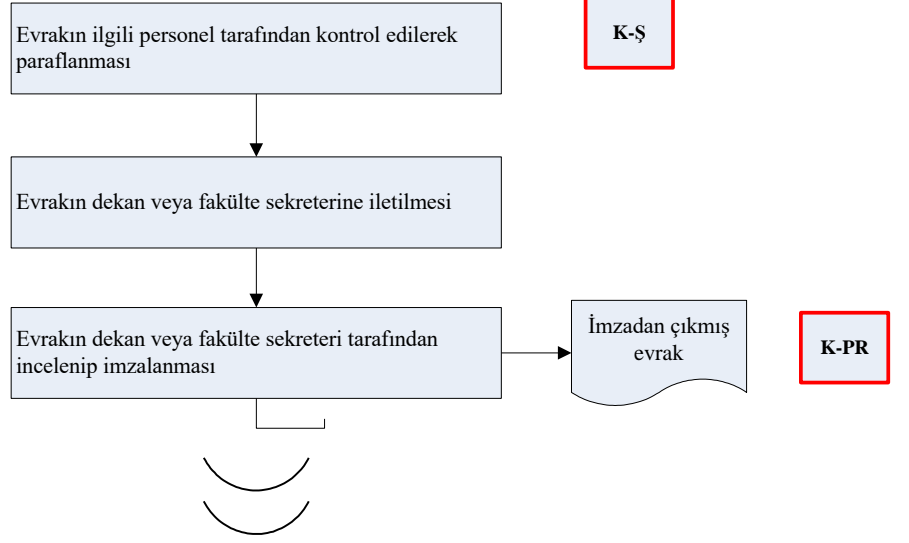 Evrakın ilgili personel tarafından kontrol edilerek
paraflanması
K-Ş
Evrakın dekan veya fakülte sekreterine iletilmesi
Evrakın dekan veya fakülte sekreteri tarafından
incelenip imzalanması
İmzadan çıkmış
evrak
K-PR